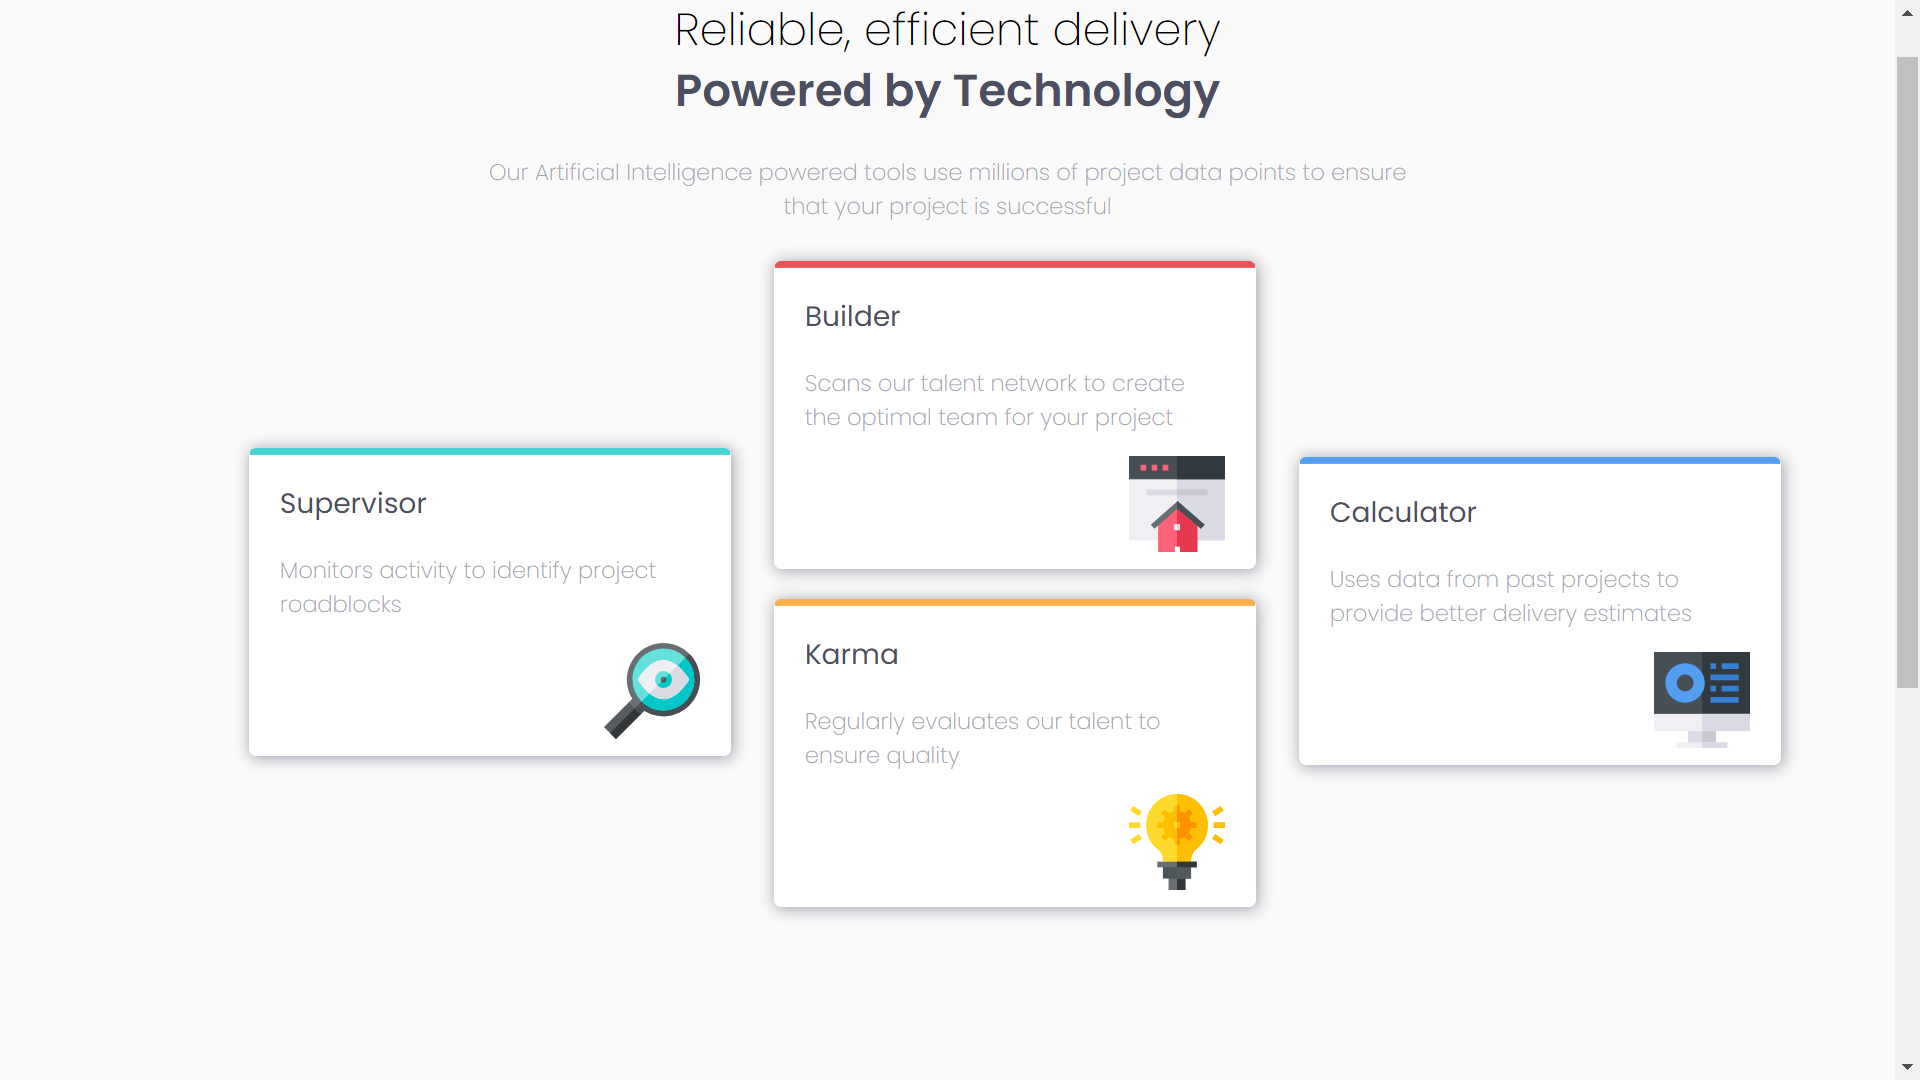 Reliable, efficient delivery
Powered by Technology
Our Artificial Intelligence powered tools use millions of project data points to ensure
that your project is successful
Supervisor
Monitors activity to identify project
roadblocks
Builder
Scans our talent network to create
the optimal team for your project
Karma
Regularly evaluates our talent to
ensure quality
Calculator
Uses data from past projects to
provide better delivery estimates